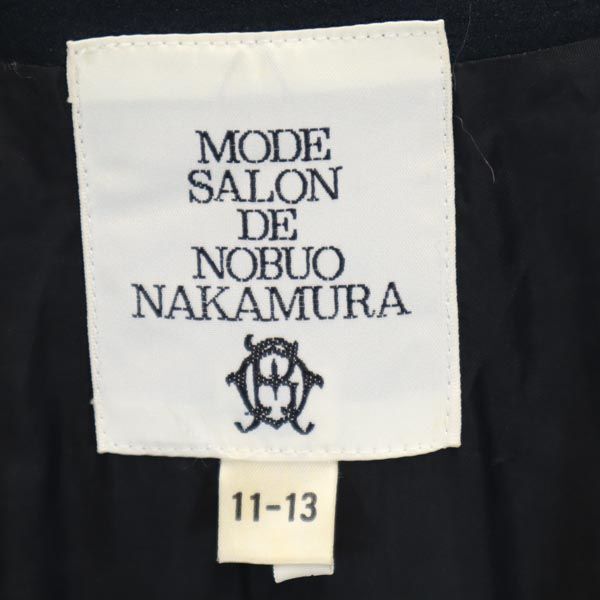 MODE
SALON
DE
NOBUO
NAKAMURA
11-13